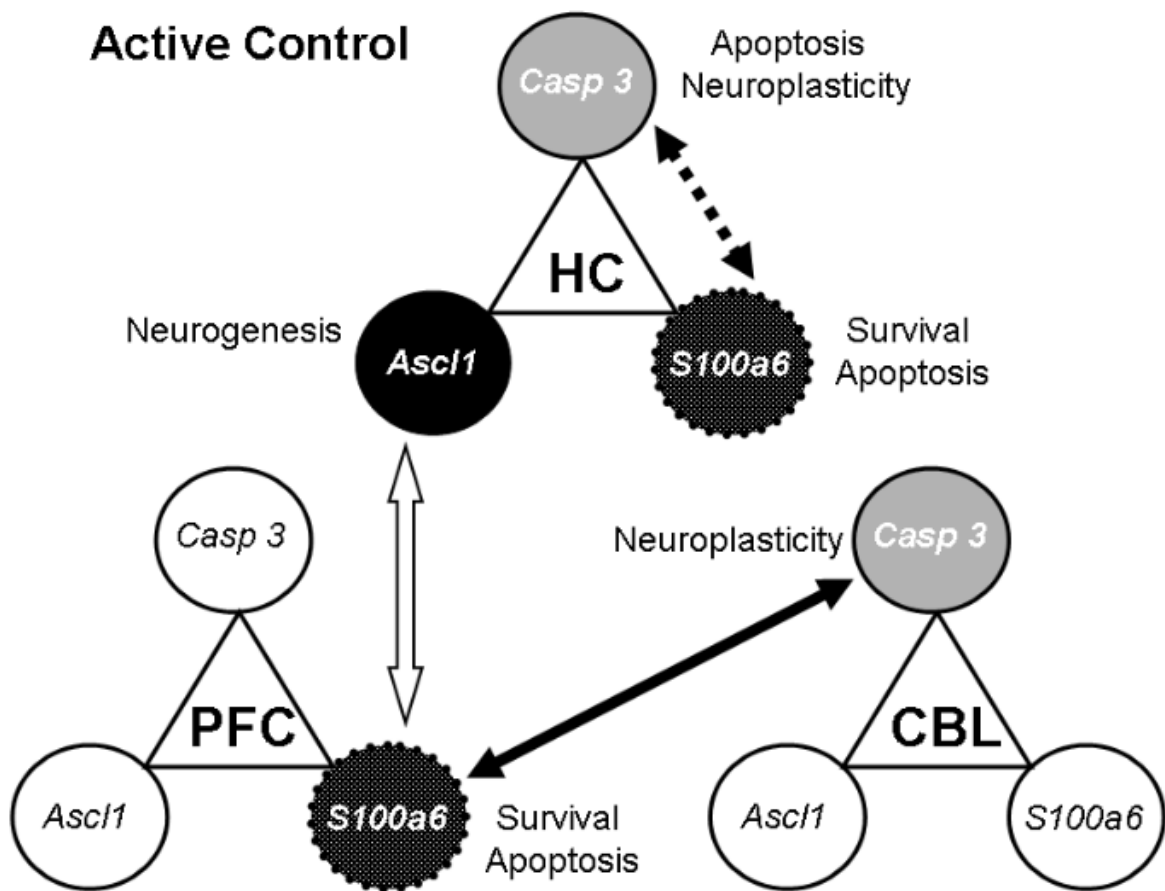 Active Control
Casp 3
Apoptosis
Neuroplasticity
HC
Neurogenesis
Ascl1
S100a6
Survival
Apoptosis
Casp 3
Neuroplasticity
Casp 3
PFC
CBL
Ascl1
S100a6
Survival
Apoptosis
Ascl1
S100a6